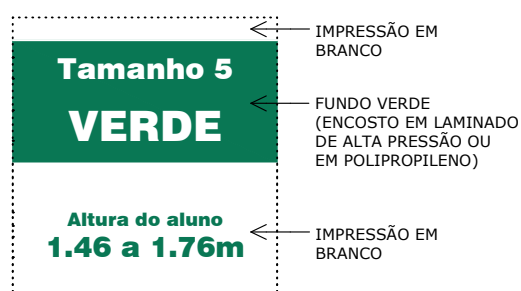 IMPRESSÃO EM
BRANCO
Tamanho 5
VERDE
FUNDO VERDE
(ENCOSTO EM LAMINADO
DE ALTA PRESSÃO OU
EM POLIPROPILENO)
Altura do aluno
1.46 a 1.76m
IMPRESSÃO EM
BRANCO